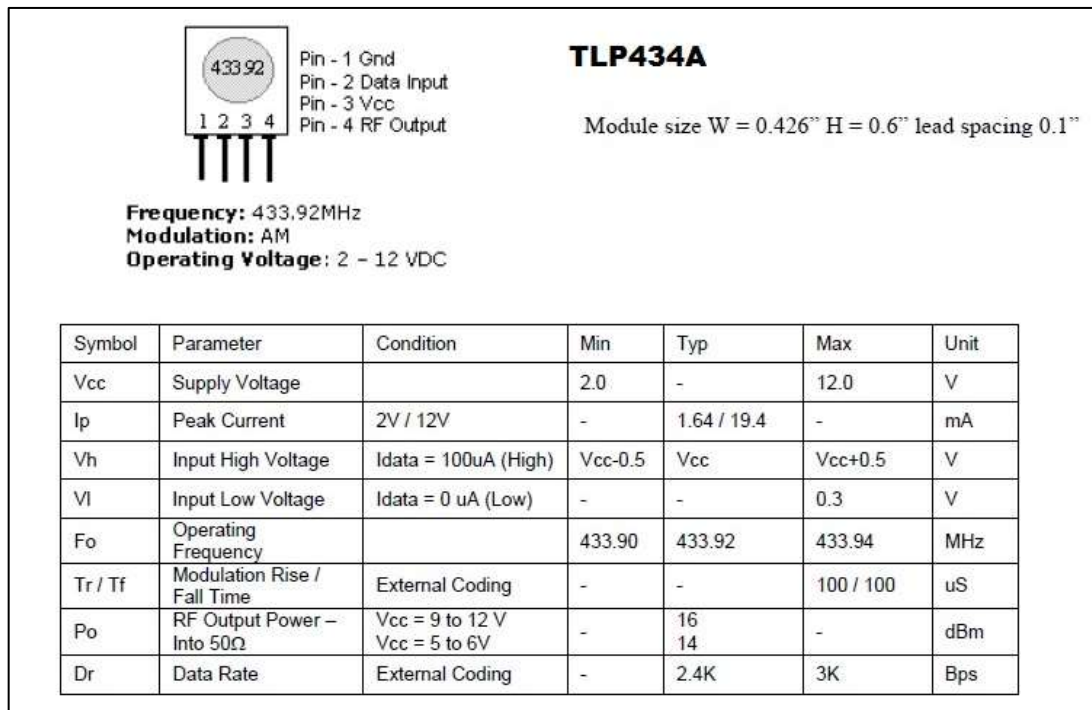 TLP434A
433.92
Pin - 1 Gnd
Pin - 2 Data Input
Pin - 3 Vcc
Pin - 4 RF Output
1 2 3 4
Module size W = 0.426” H = 0.6” lead spacing 0.1”
Frequency: 433.92MHz
Modulation: AM
Operating Voltage: 2 – 12 VDC
Symbol Parameter Condition Min Typ Max Unit
Vcc Supply Voltage 2.0 - 12.0 V
Ip Peak Current 2V / 12V - 1.64 / 19.4 - mA
Vh Input High Voltage Idata = 100uA (High) Vcc-0.5 Vcc Vcc+0.5 V
Vl Input Low Voltage Idata = 0 uA (Low) - - 0.3 V
Fo Operating Frequency 433.90 433.92 433.94 MHz
Tr / Tf Modulation Rise / Fall Time External Coding - - 100 / 100 uS
Po RF Output Power – Into 50Ω Vcc = 9 to 12 V Vcc = 5 to 6V - 16 14 - dBm
Dr Data Rate External Coding - 2.4K 3K Bps